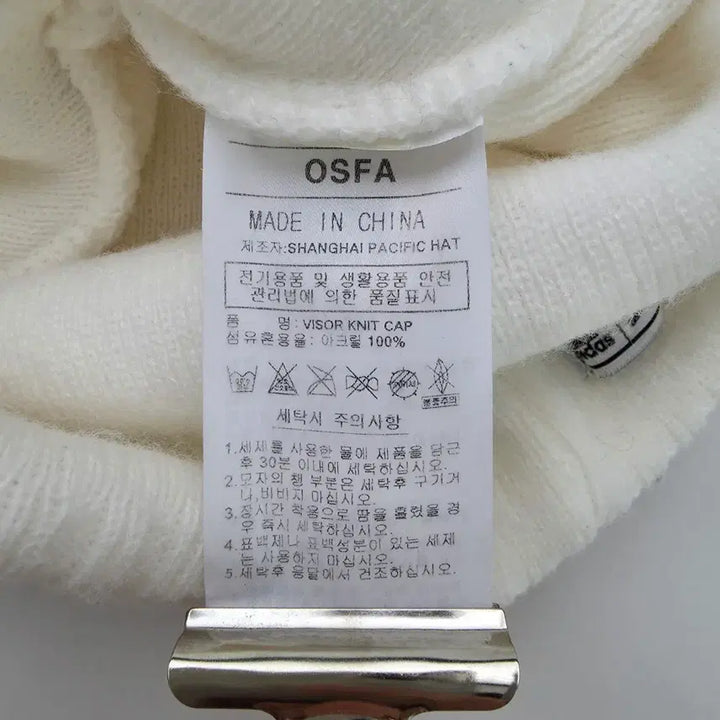 OSFA
MADE IN CHINA
제조자:SHANGHAI PACIFIC HAT
전기용품 및 생활용품 안전
관리법에 의한 품질표시
품 명: VISOR KNIT CAP
섬유혼용율: 아크릴 100%
분종주의
세탁시 주의사항
1.세제를 사용한 물에 제품을 담근
후 30분 이내에 세탁하십시오.
2.모자의 챙 부분은 세탁후 구기거
나,비비지 마십시오.
3.장시간 착용으로 땀을 흘렸을 경
우 즉시 세탁하십시오.
4.표백제나 표백성분이 있는 세제
는 사용하지 마십시오.
5.세탁후 응달에서 건조하십시오.